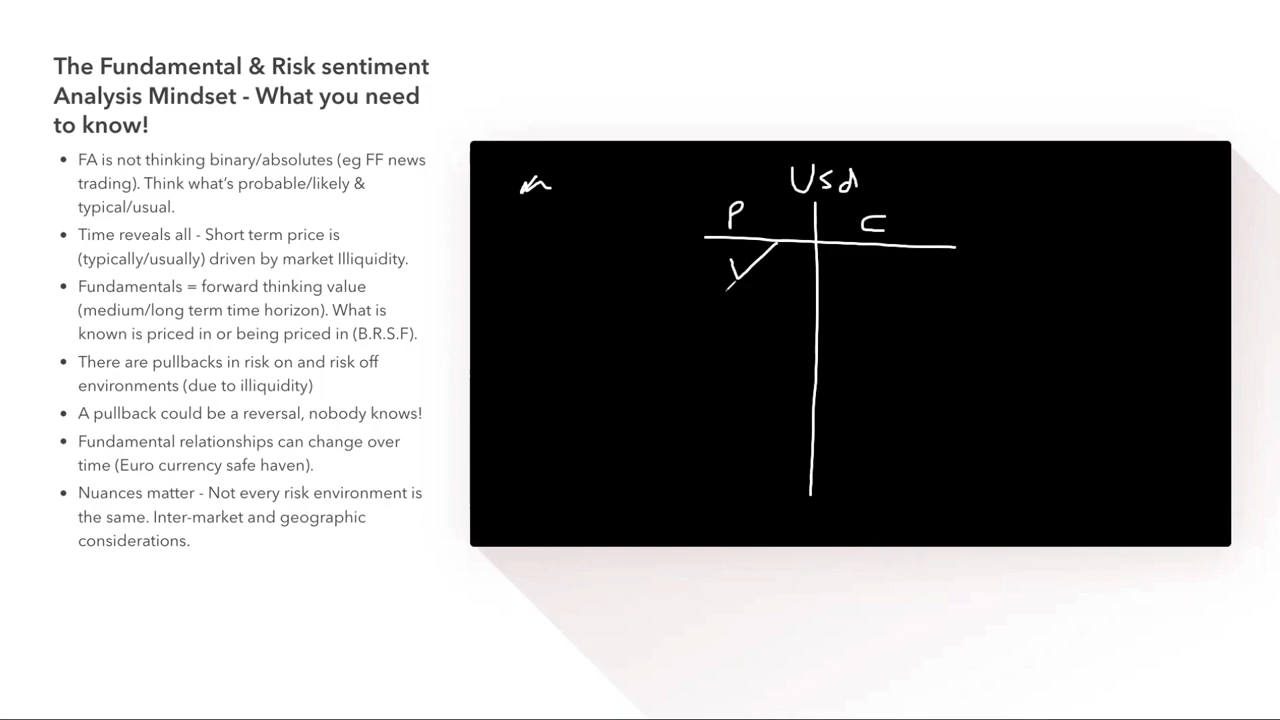 The Fundamental & Risk sentiment
Analysis Mindset - What you need
to know!
• FA is not thinking binary/absolutes (eg FF news
trading). Think what's probable/likely &
typical/usual.
• Time reveals all - Short term price is
(typically/usually) driven by market Illiquidity.
• Fundamentals = forward thinking value
(medium/long term time horizon). What is
known is priced in or being priced in (B.R.S.F).
• There are pullbacks in risk on and risk off
environments (due to illiquidity)
• A pullback could be a reversal, nobody knows!
• Fundamental relationships can change over
time (Euro currency safe haven).
• Nuances matter - Not every risk environment is
the same. Inter-market and geographic
considerations.
Usd
P C